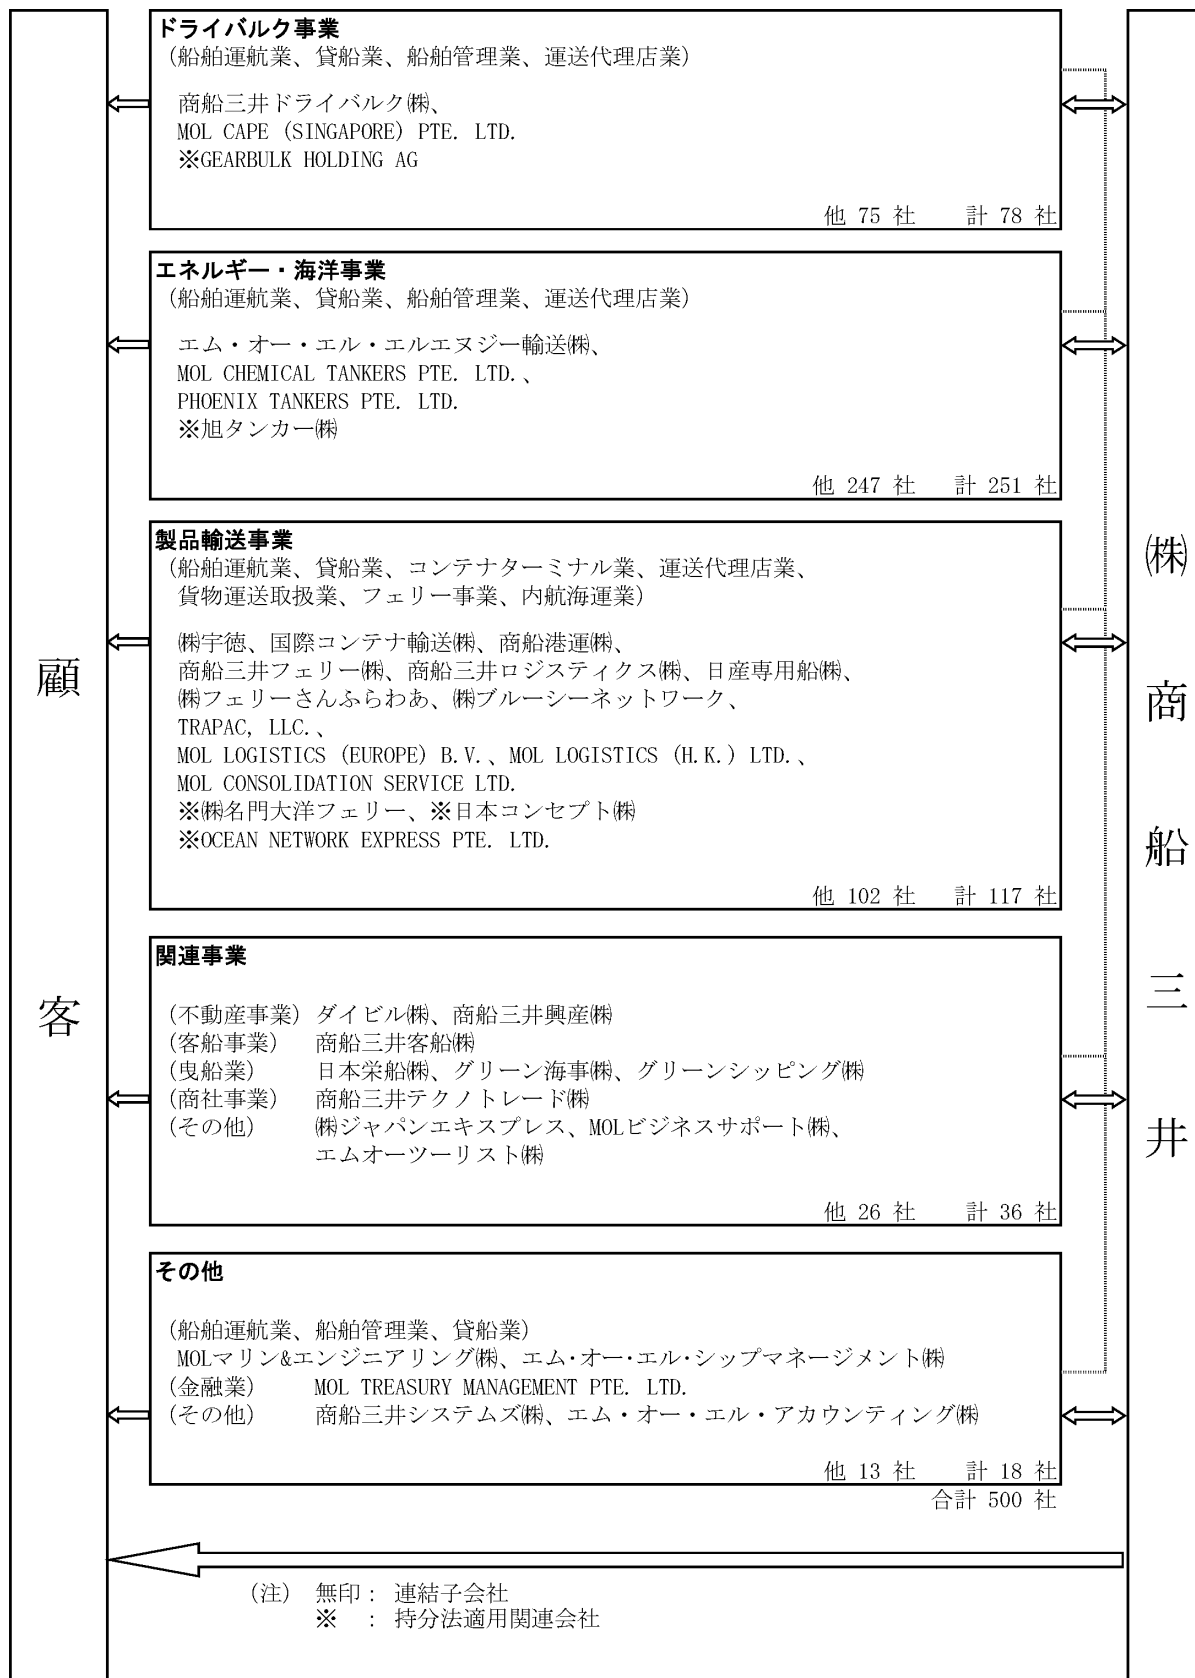 ドライバルク事業
（船舶運航業、貸船業、船舶管理業、運送代理店業）
商船三井ドライバルク㈱、
MOL CAPE (SINGAPORE) PTE. LTD.
※GEARBULK HOLDING AG
他 75 社　計 78 社
エネルギー・海洋事業
（船舶運航業、貸船業、船舶管理業、運送代理店業）
エム・オー・エル・エルエヌジー輸送㈱、
MOL CHEMICAL TANKERS PTE. LTD.、
PHOENIX TANKERS PTE. LTD.
※旭タンカー㈱
他 247 社　計 251 社
製品輸送事業
（船舶運航業、貸船業、コンテナターミナル業、運送代理店業、
貨物運送取扱業、フェリー事業、内航海運業）
㈱宇徳、国際コンテナ輸送㈱、商船港運㈱、
商船三井フェリー㈱、商船三井ロジスティクス㈱、日産専用船㈱、
㈱フェリーさんふらわあ、㈱ブルーシーネットワーク、
TRAPAC, LLC.、
MOL LOGISTICS (EUROPE) B.V.、MOL LOGISTICS (H.K.) LTD.、
MOL CONSOLIDATION SERVICE LTD.
※㈱名門大洋フェリー、※日本コンセプト㈱
※OCEAN NETWORK EXPRESS PTE. LTD.
他 102 社　計 117 社
関連事業
（不動産事業）ダイビル㈱、商船三井興産㈱
（客船事業）　商船三井客船㈱
（曳船業）　日本栄船㈱、グリーン海事㈱、グリーンシッピング㈱
（商社事業）　商船三井テクノトレード㈱
（その他）　㈱ジャパンエキスプレス、MOLビジネスサポート㈱、
エムオーツーリスト㈱
他 26 社　計 36 社
その他
（船舶運航業、船舶管理業、貸船業）
MOLマリン&エンジニアリング㈱、エム・オー・エル・シップマネージメント㈱
（金融業）　MOL TREASURY MANAGEMENT PTE. LTD.
（その他）　商船三井システムズ㈱、エム・オー・エル・アカウンティング㈱
他 13 社　計 18 社
合計 500 社
（注）　無印：　連結子会社
※　：　持分法適用関連会社
顧客
㈱商船三井